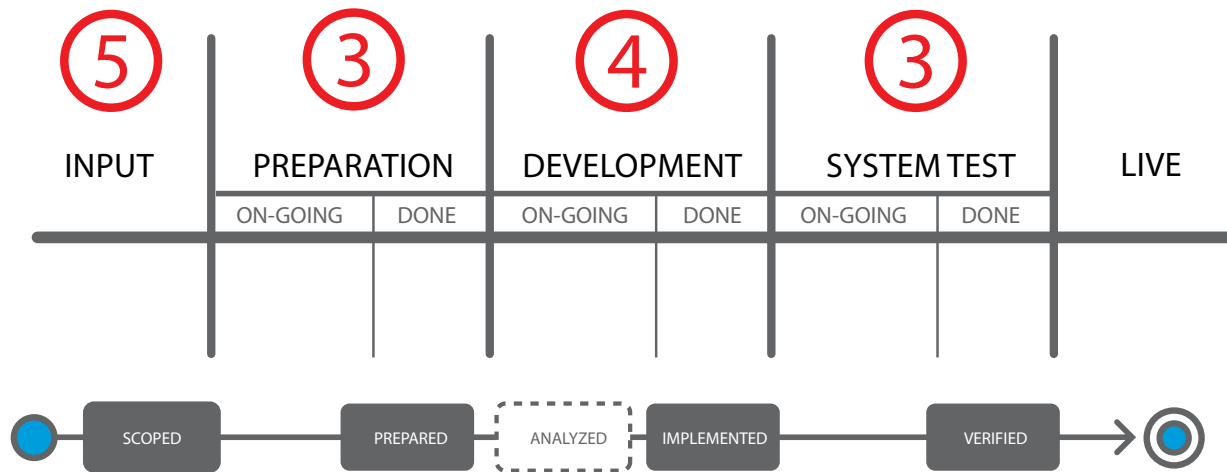 5 3 4 3
INPUT PREPARATION DEVELOPMENT SYSTEM TEST LIVE
ON-GOING DONE ON-GOING DONE ON-GOING DONE
SCOPED PREPARED ANALYZED IMPLEMENTED VERIFIED